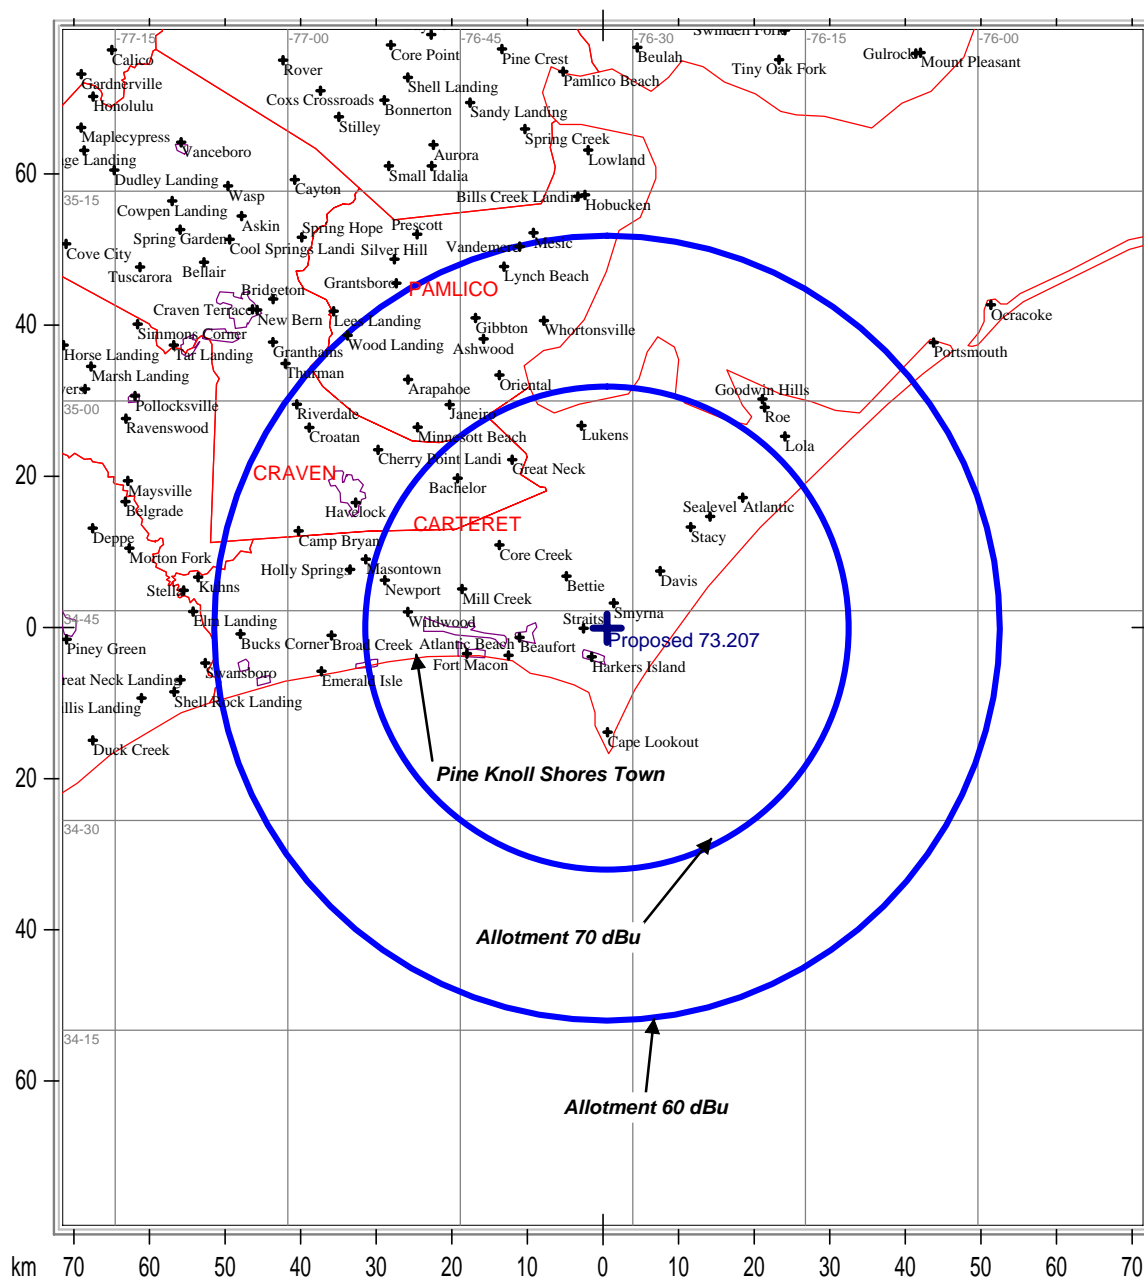 -77-15
-77-00
-76-45
-76-30
-76-15
-76-00
Calico
Core Point
Pine Crest
Beulah
Gulrock
Mount Pleasant
Rover
Tiny Oak Fork
Gardnerville
Shell Landing
Pamlico Beach
Honolulu
Coxs Crossroads
Bonnerton
Sandy Landing
Stilley
Spring Creek
Maplecypress
Vanceboro
Aurora
Lowland
ge Landing
60
Dudley Landing
Small Idalia
35-15
Wasp
Cayton
Bills Creek Landin
Hobucken
Cowpen Landing
Askin
Spring Hope
Prescott
Spring Garden
Cool Springs Landi
Silver Hill
Vandemere
Mesic
Cove City
Tuscarora
Bellair
Lynch Beach
Bridgeton
Grantsboro
PAMLICO
Craven Terrace
New Bern
Lees Landing
Ocracoke
40
Simmons Corner
Gibbton
Whortonsville
Horse Landing
Tar Landing
Granthams
Wood Landing
Ashwood
Portsmouth
Marsh Landing
Thurman
vers
Arapahoe
Oriental
Goodwin Hills
35-00
Pollocksville
Riverdale
Janeiro
Roe
Ravenswood
Croatan
Minnesott Beach
Lukens
Lola
Cherry Point Landi
Great Neck
20
CRAVEN
Maysville
Bachelor
Belgrade
Havelock
Sealevel
Atlantic
CARTERET
Deppe
Camp Bryan
Stacy
Morton Fork
Core Creek
Holly Springs
Masontown
Stella
Kuhns
Newport
Mill Creek
Bettie
Davis
34-45
Elm Landing
Wildwood
Straits
Smyrna
0
Proposed 73.207
Piney Green
Bucks Corner
Broad Creek
Atlantic Beach
Beaufort
Fort Macon
Harkers Island
reat Neck Landing
Swansboro
Emerald Isle
llis Landing
Shell Rock Landing
Duck Creek
Cape Lookout
20
Pine Knoll Shores Town
34-30
40
Allotment 70 dBu
34-15
60
Allotment 60 dBu
km
70
60
50
40
30
20
10
0
10
20
30
40
50
60
70